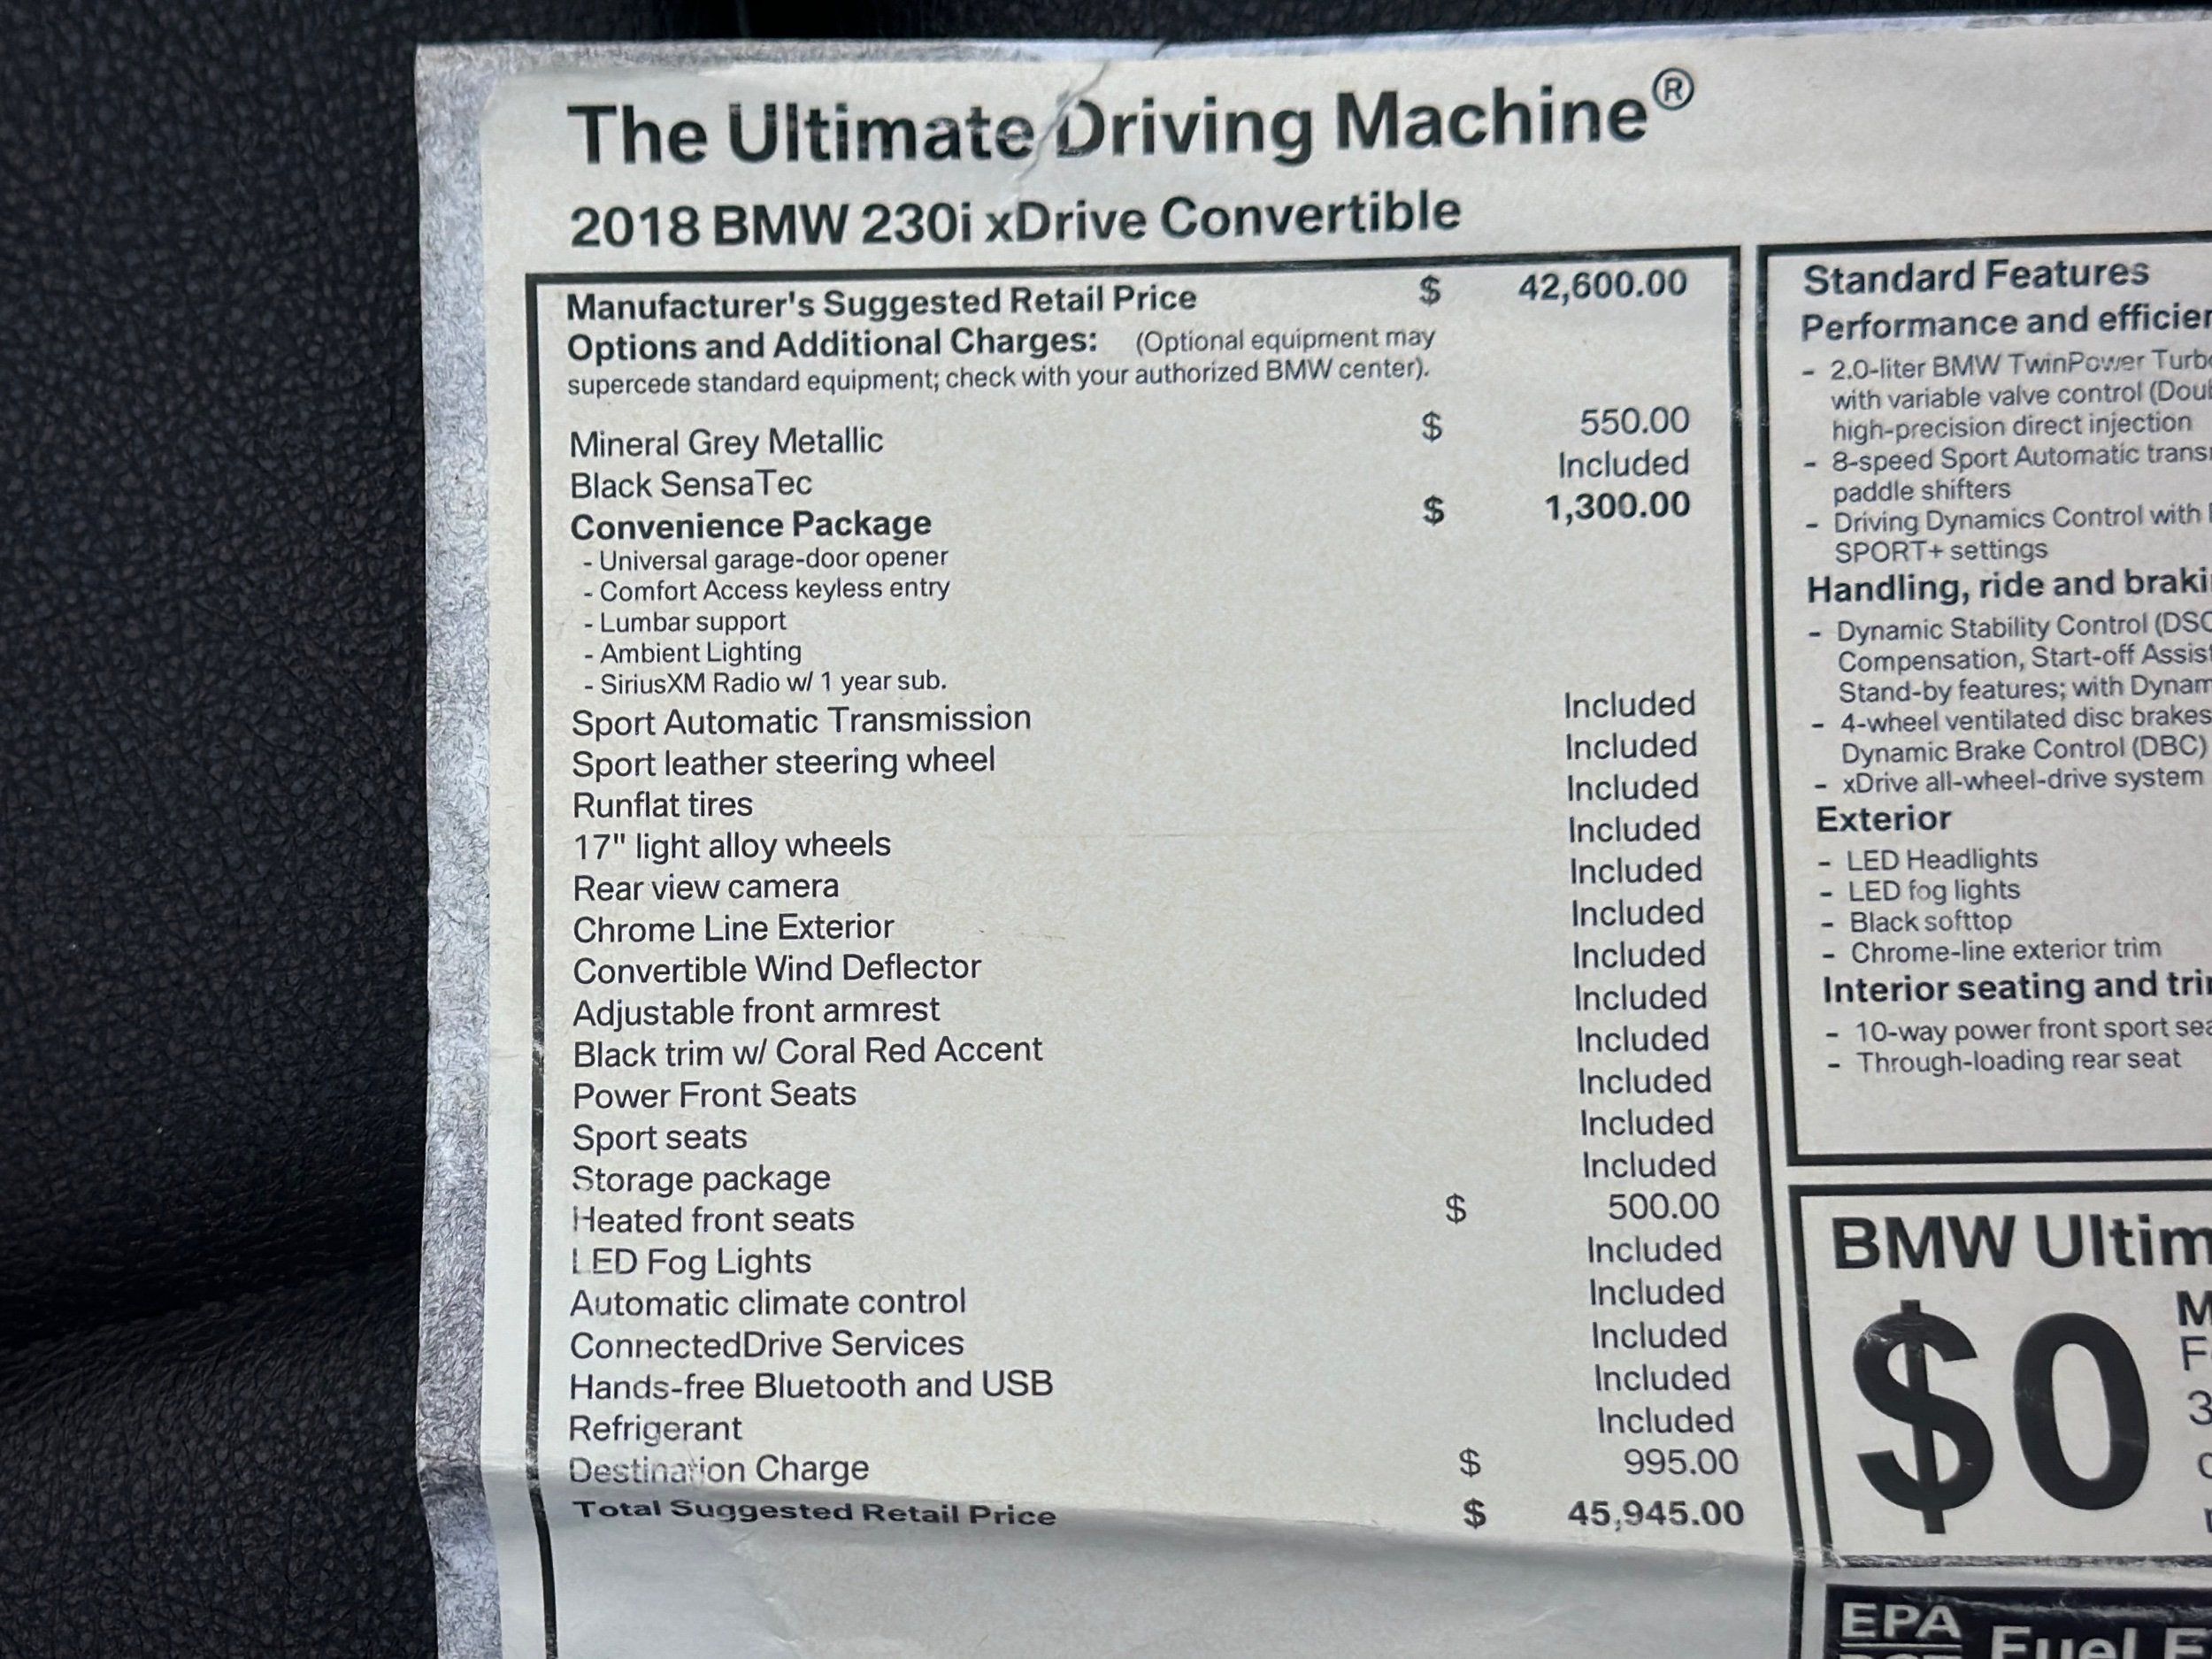 The Ultimate Driving Machine®
2018 BMW 230i xDrive Convertible
Manufacturer's Suggested Retail Price $ 42,600.00
Options and Additional Charges: (Optional equipment may
supercede standard equipment; check with your authorized BMW center).
Mineral Grey Metallic $ 550.00
Black SensaTec Included
Convenience Package $ 1,300.00
- Universal garage-door opener
- Comfort Access keyless entry
- Lumbar support
- Ambient Lighting
- SiriusXM Radio w/ 1 year sub.
Sport Automatic Transmission Included
Sport leather steering wheel Included
Runflat tires Included
17" light alloy wheels Included
Rear view camera Included
Chrome Line Exterior Included
Convertible Wind Deflector Included
Adjustable front armrest Included
Black trim w/ Coral Red Accent Included
Power Front Seats Included
Sport seats Included
Storage package Included
Heated front seats $ 500.00
LED Fog Lights Included
Automatic climate control Included
ConnectedDrive Services Included
Hands-free Bluetooth and USB Included
Refrigerant Included
Destination Charge $ 995.00
Total Suggested Retail Price $ 45,945.00
Standard Features
Performance and
- 2.0-liter BMW TwinPower
with variable valve control
high-precision direct injection
- 8-speed Sport Automatic
paddle shifters
- Driving Dynamics Control with
SPORT+ settings
Handling, ride and
- Dynamic Stability Control
Compensation, Start-off
Stand-by features; with
- 4-wheel ventilated disc brakes
Dynamic Brake Control (DBC)
- xDrive all-wheel-drive system
Exterior
- LED Headlights
- LED fog lights
- Black softtop
- Chrome-line exterior trim
Interior seating and
- 10-way power front sport
- Through-loading rear seat
BMW
$0
EPA
Fuel